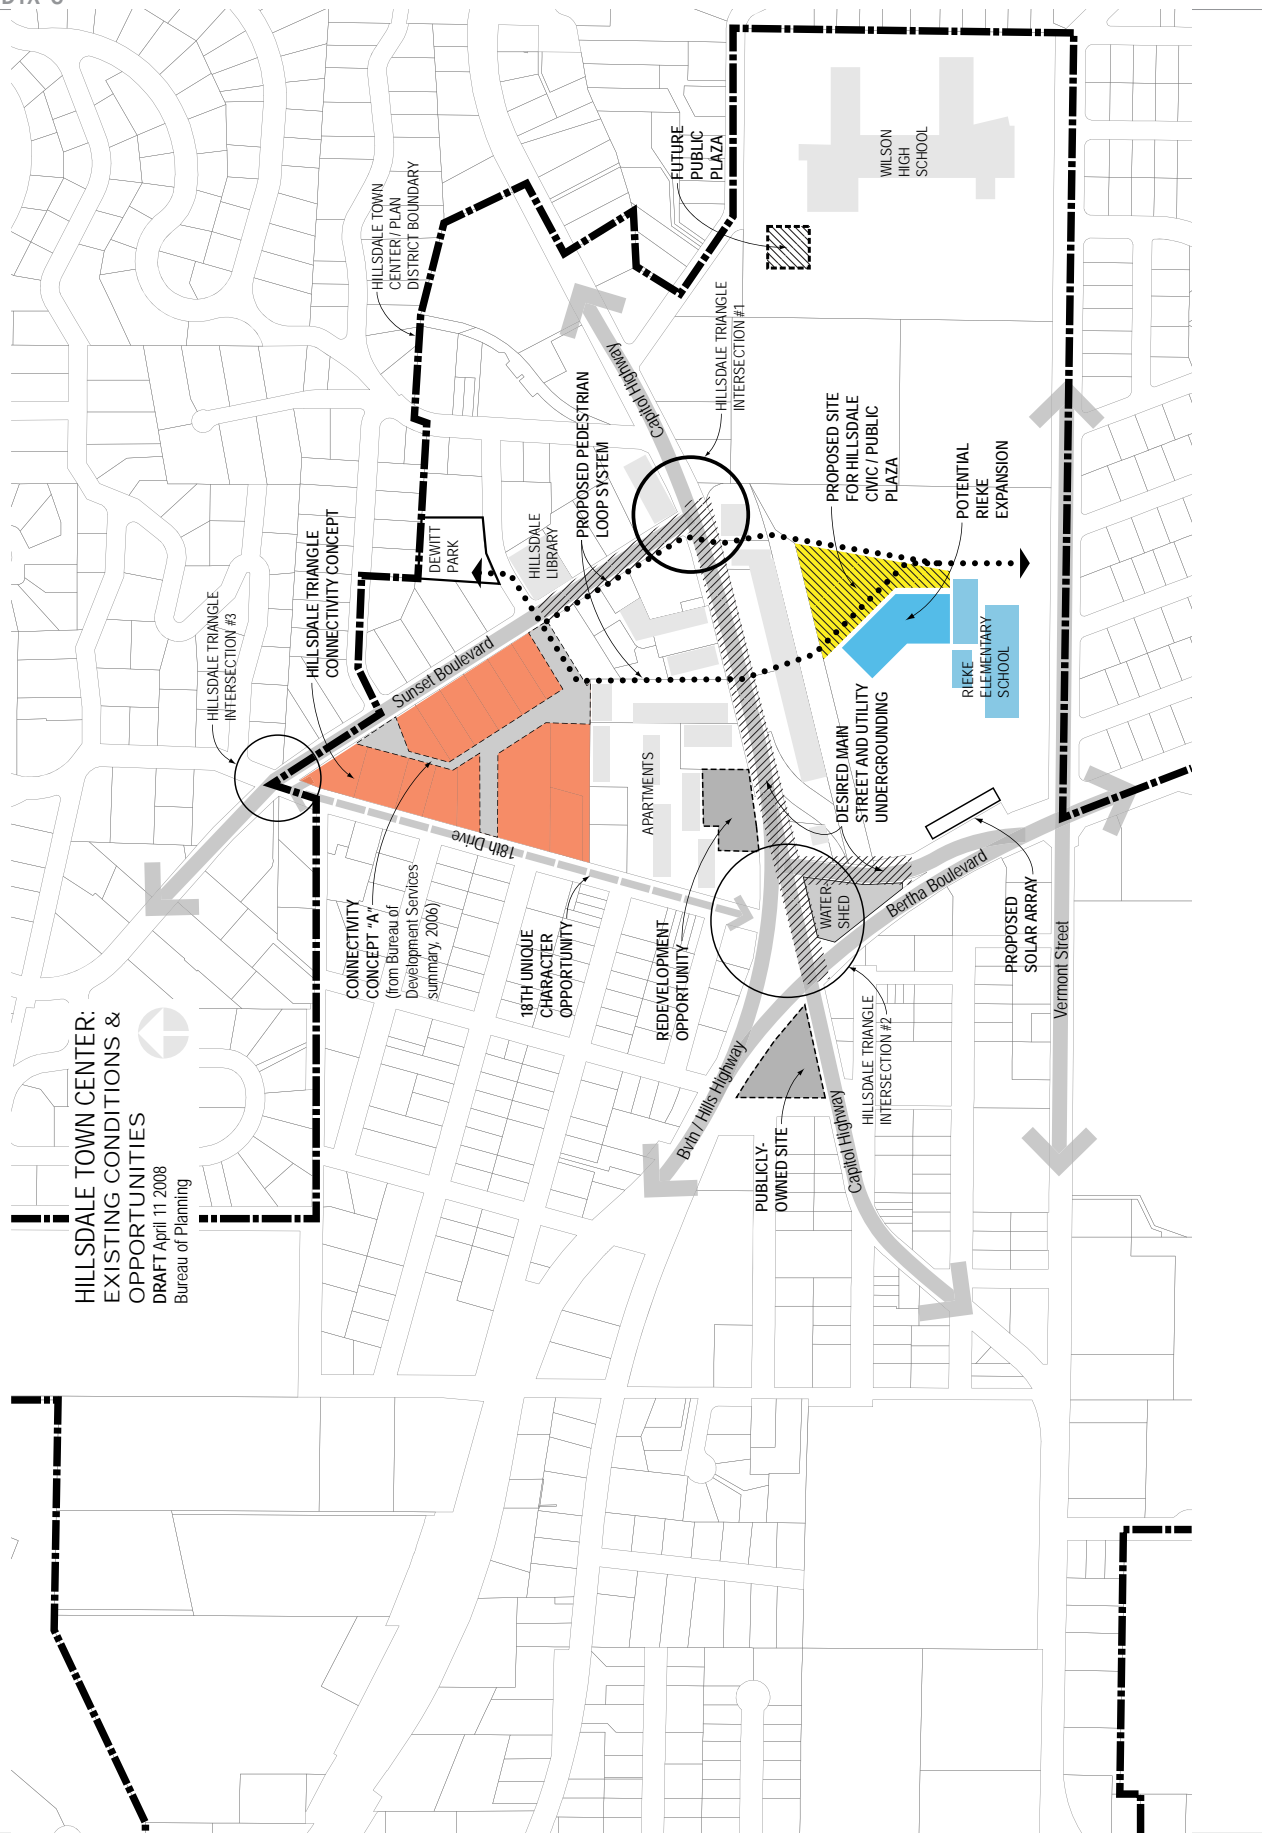 HILLSDALE TOWN CENTER:
EXISTING CONDITIONS &
OPPORTUNITIES
DRAFT April 11 2008
Bureau of Planning
HILLSDALE TRIANGLE
INTERSECTION #3
HILLSDALE TRIANGLE
CONNECTIVITY CONCEPT
HILLSDALE TOWN
CENTER / PLAN
DISTRICT BOUNDARY
CONNECTIVITY
CONCEPT "A"
(from Bureau of
Development Services
summary, 2006)
Sunset Boulevard
DEWITT
PARK
18th Drive
18TH UNIQUE
CHARACTER
OPPORTUNITY
HILLSDALE
LIBRARY
PROPOSED PEDESTRIAN
LOOP SYSTEM
Capitol Highway
APARTMENTS
REDEVELOPMENT
OPPORTUNITY
FUTURE
PUBLIC
PLAZA
HILLSDALE TRIANGLE
INTERSECTION #1
Bvtn / Hills Highway
PUBLICLY-
OWNED SITE
WATER-
SHED
DESIRED MAIN
STREET AND UTILITY
UNDERGROUNDING
PROPOSED SITE
FOR HILLSDALE
CIVIC / PUBLIC
PLAZA
Capitol Highway
HILLSDALE TRIANGLE
INTERSECTION #2
WILSON
HIGH
SCHOOL
Bertha Boulevard
POTENTIAL
RIEKE
EXPANSION
RIEKE
ELEMENTARY
SCHOOL
PROPOSED
SOLAR ARRAY
Vermont Street